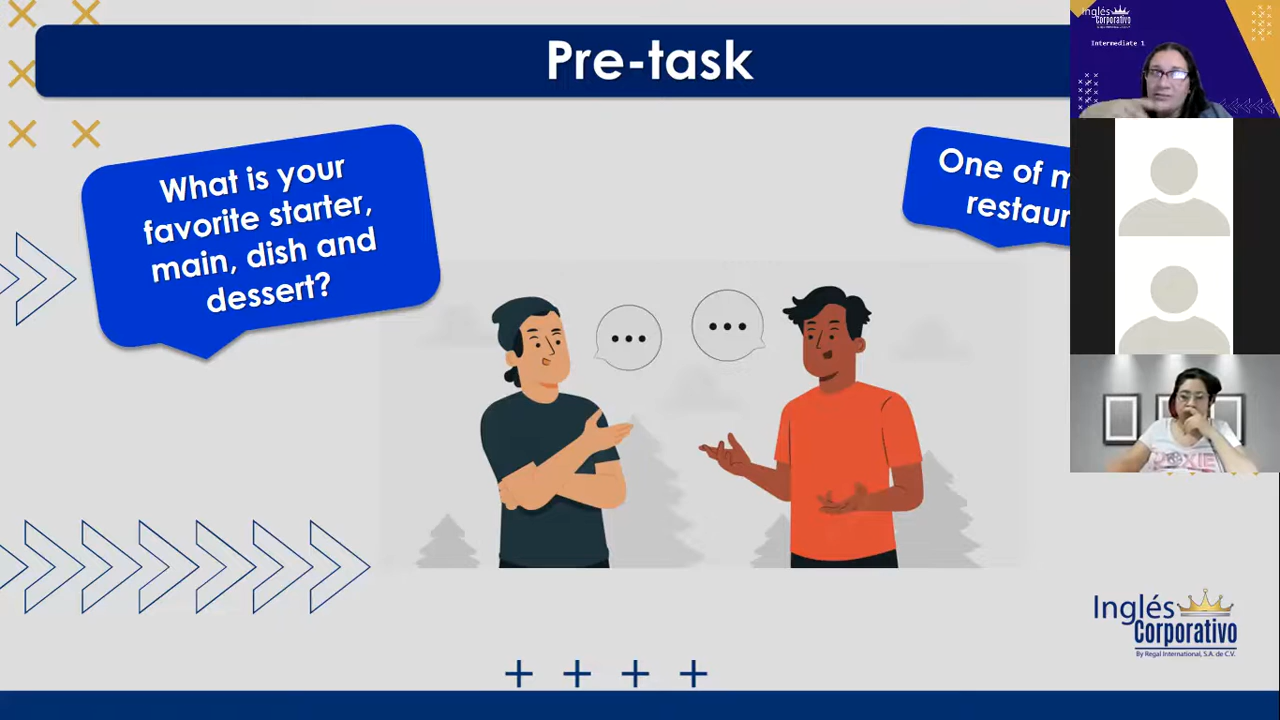 Pre-task
What is your
favorite starter,
main, dish and
dessert?
One of m
restaur
Inglés
Corporativo
Intermediate 1
Inglés
Corporativo
By Regal International, S.A. de C.V.